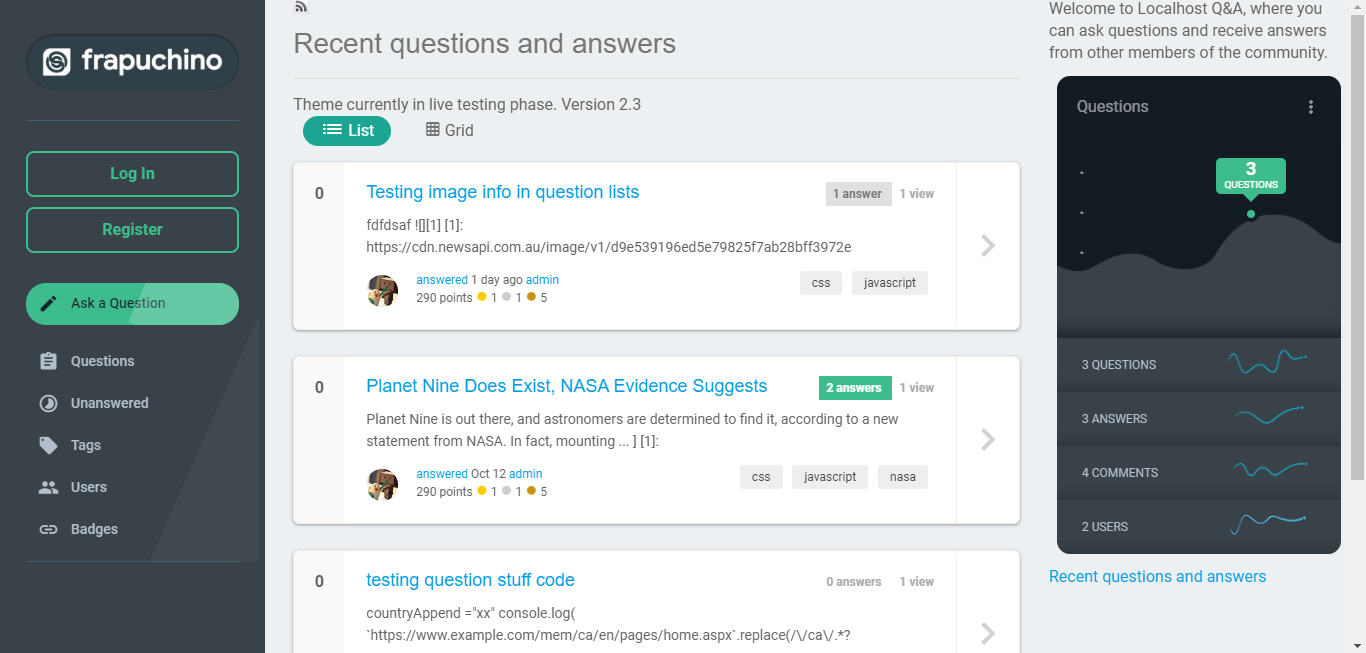 frapuchino
Log In
Register
Ask a Question
Questions
Unanswered
Tags
Users
Badges
Recent questions and answers
Theme currently in live testing phase. Version 2.3
List
Grid
0
Testing image info in question lists
1 answer
1 view
fdfdsaf ![][1] [1]:
https://cdn.newsapi.com.au/image/v1/d9e539196ed5e79825f7ab28bff3972e
answered 1 day ago admin
290 points 1 1 5
css
javascript
0
Planet Nine Does Exist, NASA Evidence Suggests
2 answers
1 view
Planet Nine is out there, and astronomers are determined to find it, according to a new
statement from NASA. In fact, mounting ... ] [1]:
answered Oct 12 admin
290 points 1 1 5
css
javascript
nasa
0
testing question stuff code
0 answers
1 view
countryAppend ="xx" console.log(
`https://www.example.com/mem/ca/en/pages/home.aspx`.replace(/\/ca\/.*?
Welcome to Localhost Q&A, where you
can ask questions and receive answers
from other members of the community.
Questions
3
QUESTIONS
3 QUESTIONS
3 ANSWERS
4 COMMENTS
2 USERS
Recent questions and answers